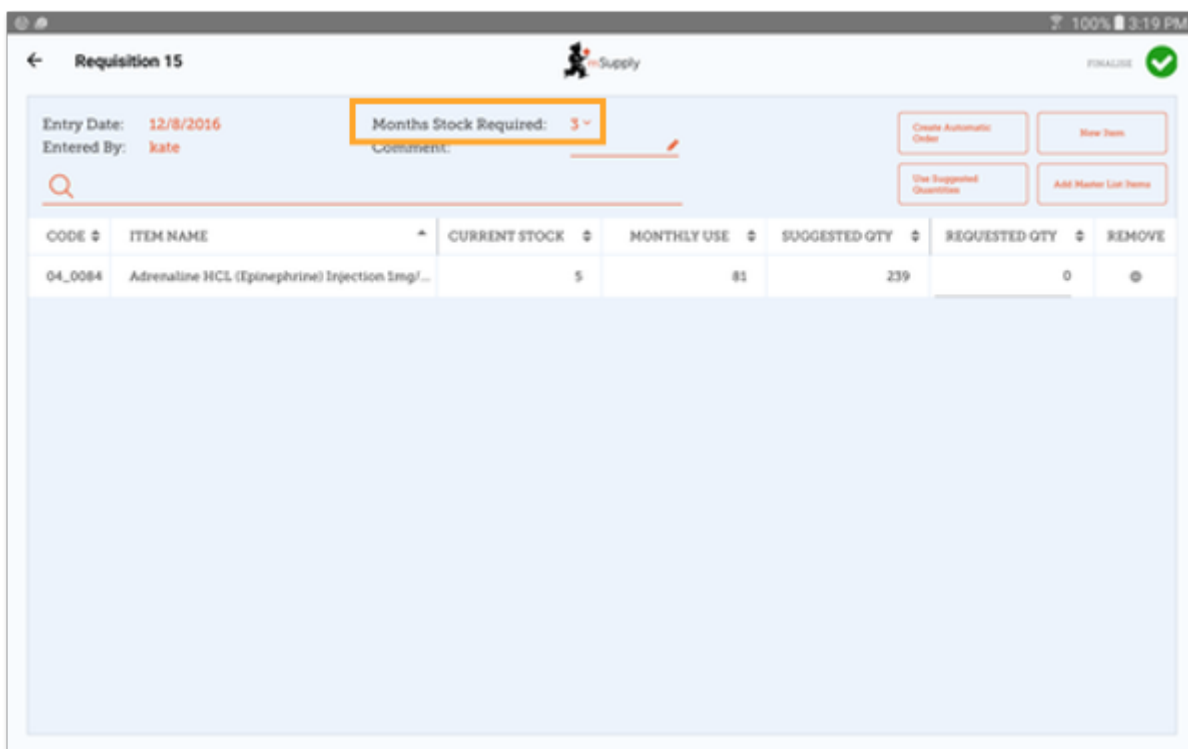 100% 3:19 PM
Requisition 15
mSupply
FINALISE
Entry Date: 12/8/2016
Months Stock Required: 3
Entered By: kate
Comment:
Create Automatic Order
New Item
Use Suggested Quantities
Add Master List Items
CODE ITEM NAME CURRENT STOCK MONTHLY USE SUGGESTED QTY REQUESTED QTY REMOVE
04_0084 Adrenaline HCL (Epinephrine) Injection 1mg/... 5 81 239 0